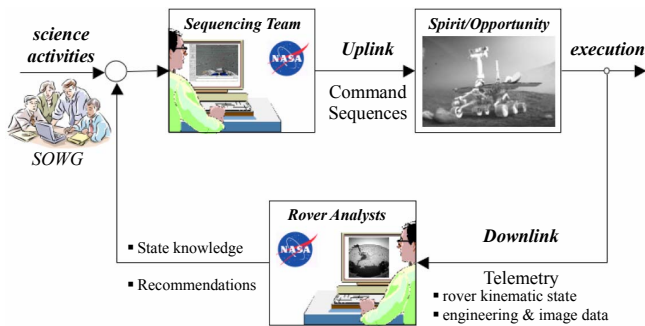 Sequencing Team
Spirit/Opportunity
science
activities
NASA
Uplink
execution
Command
Sequences
SOWG
Rover Analysts
NASA
▪ State knowledge
▪ Recommendations
Downlink
Telemetry
▪ rover kinematic state
▪ engineering & image data